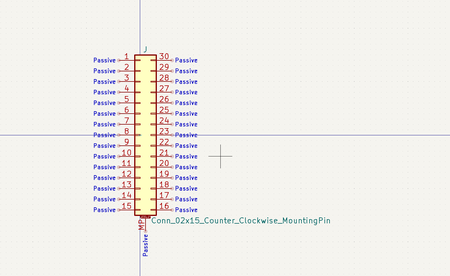 J
Passive 1 30 Passive
Passive 2 29 Passive
Passive 3 28 Passive
Passive 4 27 Passive
Passive 5 26 Passive
Passive 6 25 Passive
Passive 7 24 Passive
Passive 8 23 Passive
Passive 9 22 Passive
Passive 10 21 Passive
Passive 11 20 Passive
Passive 12 19 Passive
Passive 13 18 Passive
Passive 14 17 Passive
Passive 15 16 Passive
MP Conn_02x15_Counter_Clockwise_MountingPin
Passive